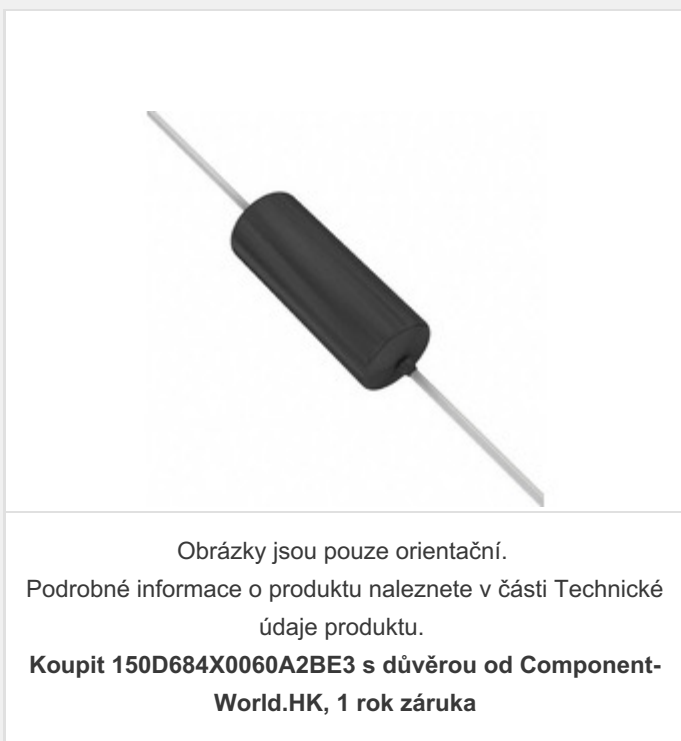 Obrázky jsou pouze orientační.
Podrobné informace o produktu naleznete v části Technické
údaje produktu.
Koupit 150D684X0060A2BE3 s důvěrou od Component-
World.HK, 1 rok záruka